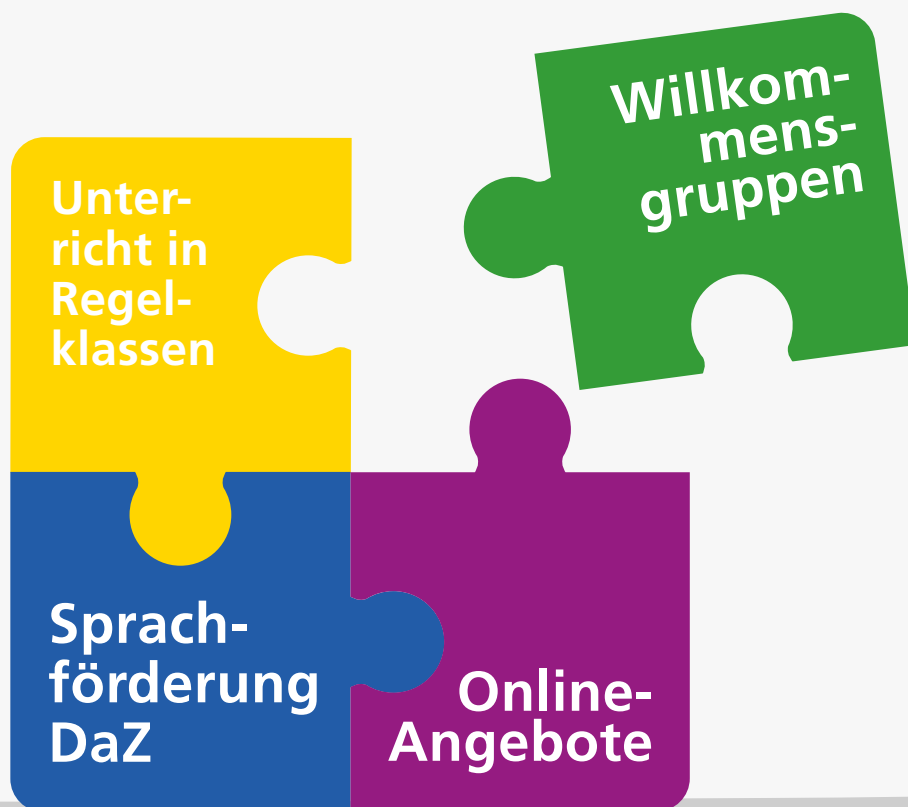 Unter-
richt in
Regel-
klassen
Willkom-
mens-
gruppen
Sprach-
förderung
DaZ
Online-
Angebote